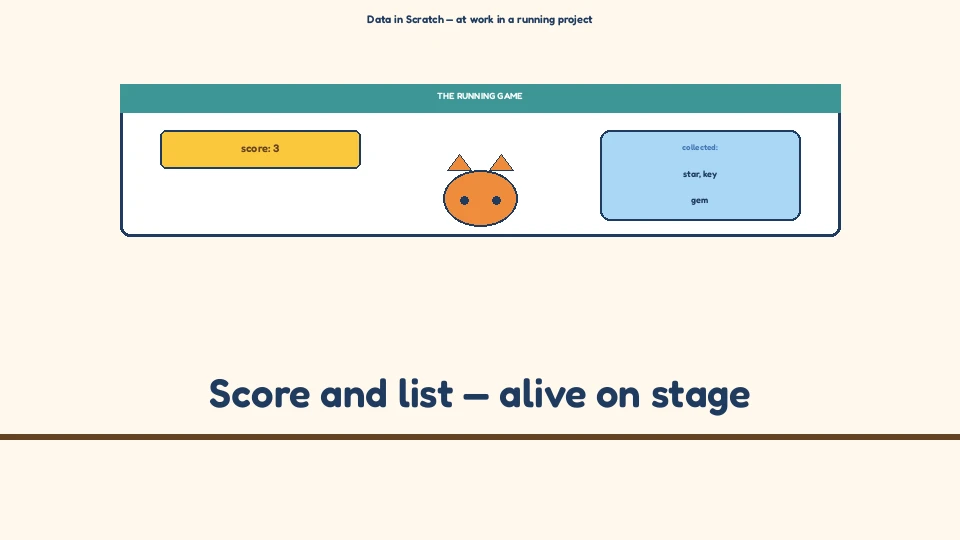 Data in Scratch — at work in a running project
THE RUNNING GAME
score: 3
collected:
star, key
gem
Score and list — alive on stage